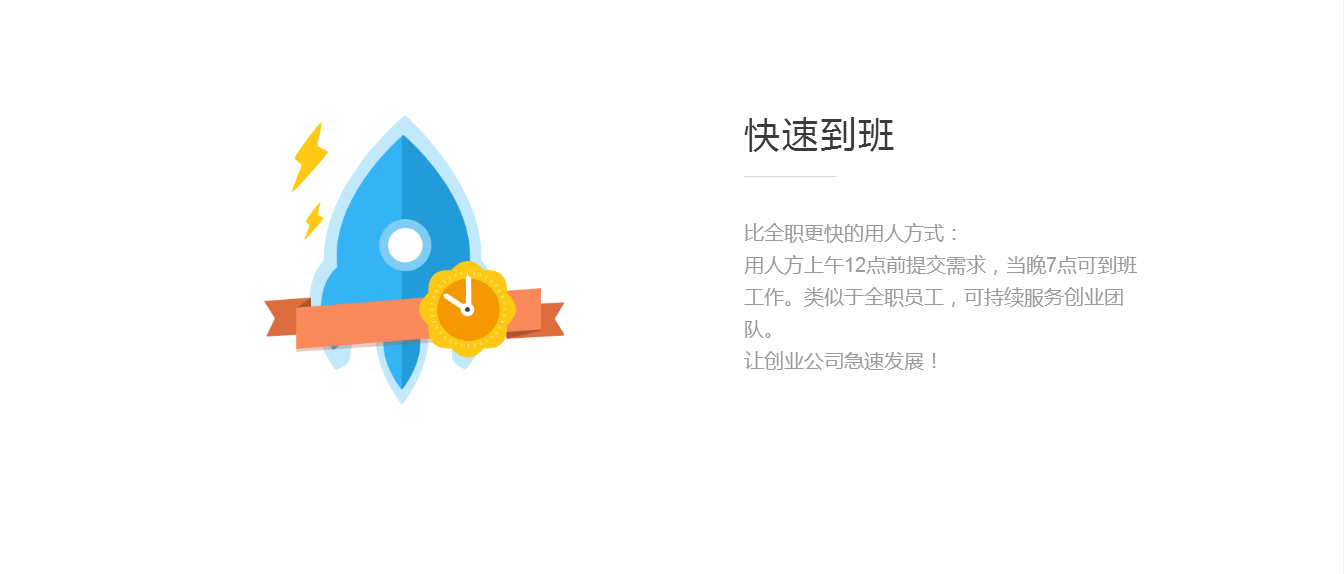 快速到班
比全职更快的用人方式：
用人方上午12点前提交需求，当晚7点可到班
工作。类似于全职员工，可持续服务创业团
队。
让创业公司急速发展！